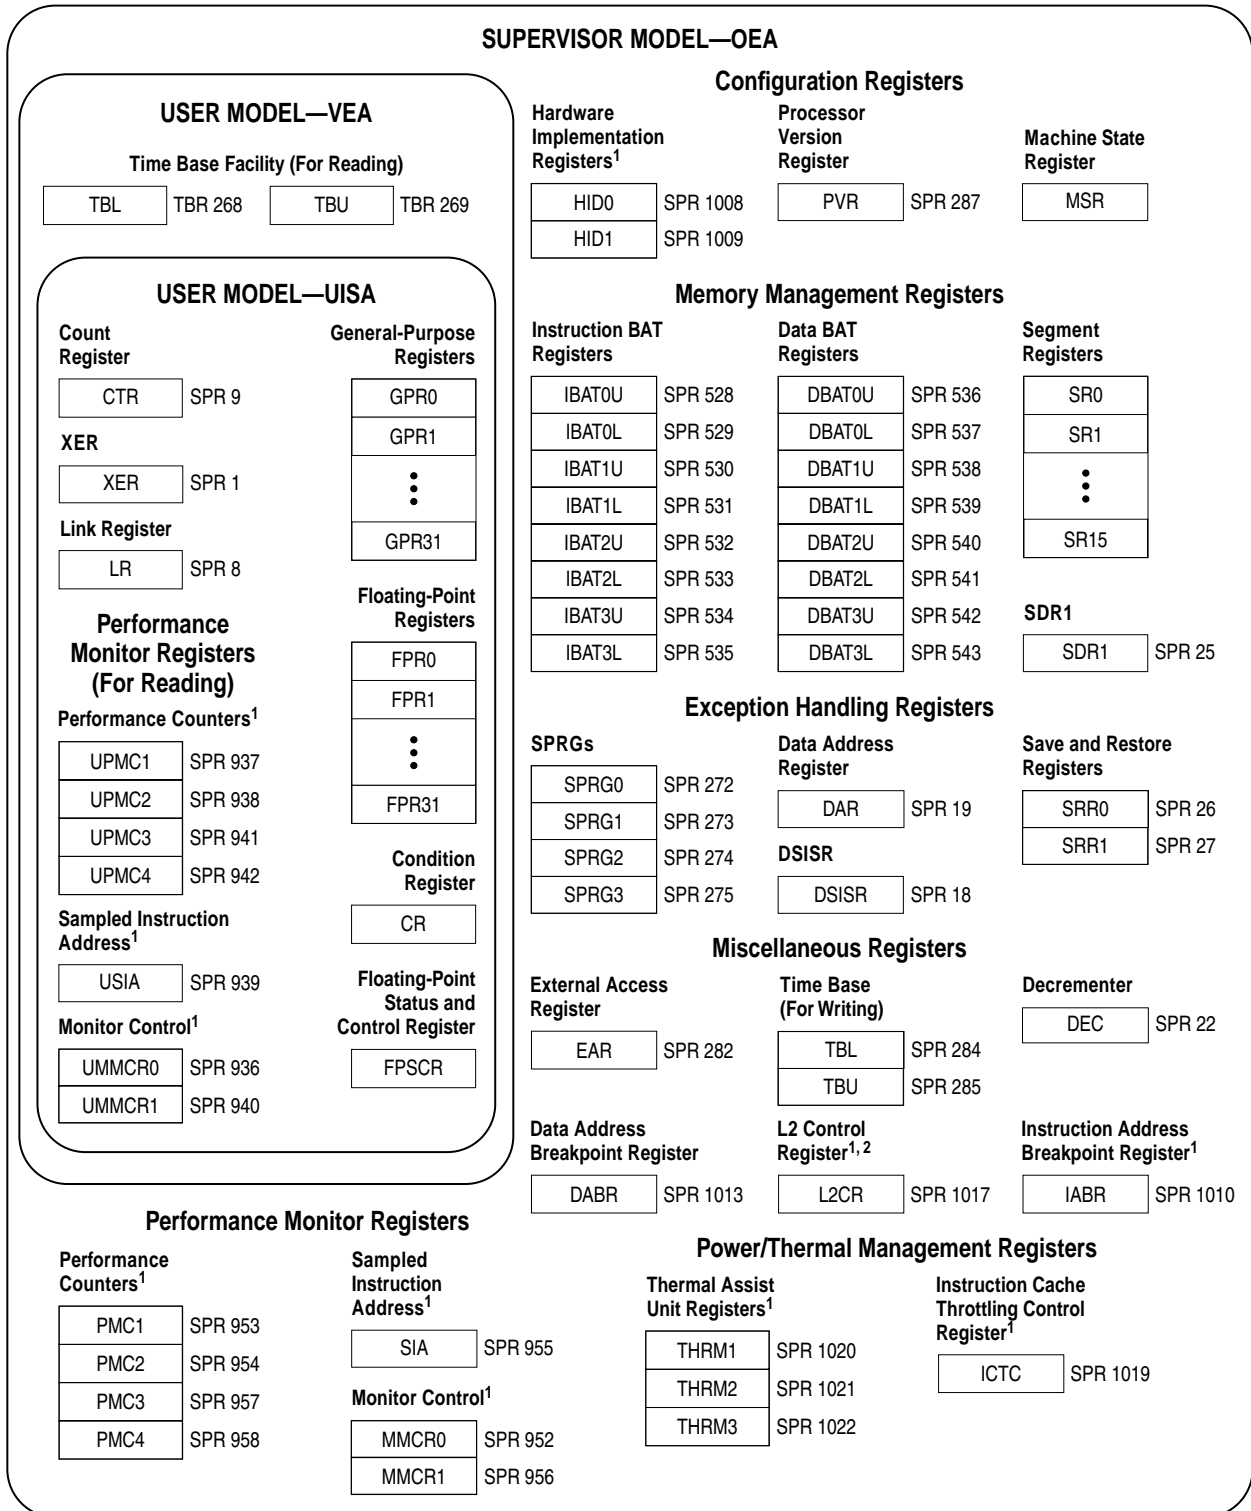 SUPERVISOR MODEL—OEA
USER MODEL—VEA
Time Base Facility (For Reading)
TBL TBR 268 TBU TBR 269
USER MODEL—UISA
Count
Register
CTR SPR 9
XER
XER SPR 1
Link Register
LR SPR 8
Performance
Monitor Registers
(For Reading)
Performance Counters1
UPMC1 SPR 937
UPMC2 SPR 938
UPMC3 SPR 941
UPMC4 SPR 942
Sampled Instruction
Address1
USIA SPR 939
Monitor Control1
UMMCR0 SPR 936
UMMCR1 SPR 940
General-Purpose
Registers
GPR0
GPR1
GPR31
Floating-Point
Registers
FPR0
FPR1
FPR31
Condition
Register
CR
Floating-Point
Status and
Control Register
FPSCR
Configuration Registers
Hardware
Implementation
Registers1
HID0 SPR 1008
HID1 SPR 1009
Processor
Version
Register
PVR SPR 287
Machine State
Register
MSR
Memory Management Registers
Instruction BAT
Registers
IBAT0U SPR 528
IBAT0L SPR 529
IBAT1U SPR 530
IBAT1L SPR 531
IBAT2U SPR 532
IBAT2L SPR 533
IBAT3U SPR 534
IBAT3L SPR 535
Data BAT
Registers
DBAT0U SPR 536
DBAT0L SPR 537
DBAT1U SPR 538
DBAT1L SPR 539
DBAT2U SPR 540
DBAT2L SPR 541
DBAT3U SPR 542
DBAT3L SPR 543
Segment
Registers
SR0
SR1
SR15
SDR1
SDR1 SPR 25
Exception Handling Registers
SPRGs
SPRG0 SPR 272
SPRG1 SPR 273
SPRG2 SPR 274
SPRG3 SPR 275
Data Address
Register
DAR SPR 19
DSISR
DSISR SPR 18
Save and Restore
Registers
SRR0 SPR 26
SRR1 SPR 27
Miscellaneous Registers
External Access
Register
EAR SPR 282
Time Base
(For Writing)
TBL SPR 284
TBU SPR 285
Decrementer
DEC SPR 22
Data Address
Breakpoint Register
DABR SPR 1013
L2 Control
Register1, 2
L2CR SPR 1017
Instruction Address
Breakpoint Register1
IABR SPR 1010
Performance Monitor Registers
Performance
Counters1
PMC1 SPR 953
PMC2 SPR 954
PMC3 SPR 957
PMC4 SPR 958
Sampled
Instruction
Address1
SIA SPR 955
Monitor Control1
MMCR0 SPR 952
MMCR1 SPR 956
Power/Thermal Management Registers
Thermal Assist
Unit Registers1
THRM1 SPR 1020
THRM2 SPR 1021
THRM3 SPR 1022
Instruction Cache
Throttling Control
Register1
ICTC SPR 1019